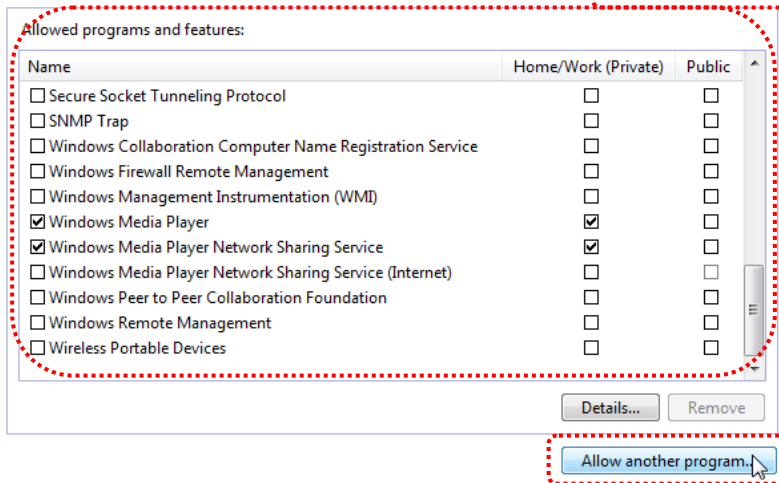 Allowed programs and features:
Name Home/Work (Private) Public
Secure Socket Tunneling Protocol
SNMP Trap
Windows Collaboration Computer Name Registration Service
Windows Firewall Remote Management
Windows Management Instrumentation (WMI)
Windows Media Player
Windows Media Player Network Sharing Service
Windows Media Player Network Sharing Service (Internet)
Windows Peer to Peer Collaboration Foundation
Windows Remote Management
Wireless Portable Devices
Details... Remove
Allow another program...